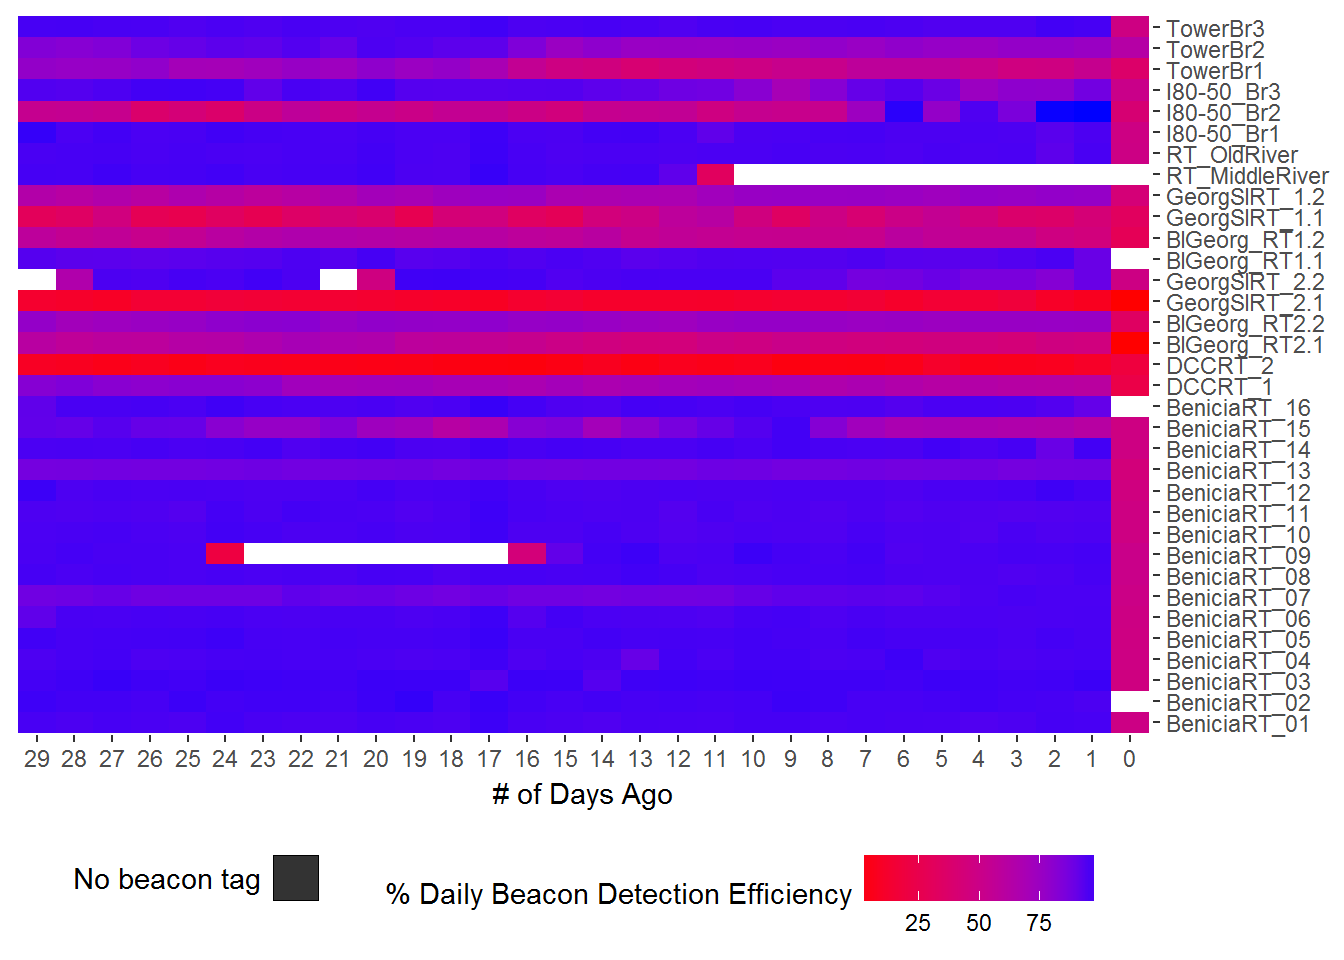 TowerBr3
TowerBr2
TowerBr1
I80-50_Br3
I80-50_Br2
I80-50_Br1
RT_OldRiver
RT_MiddleRiver
GeorgSlRT_1.2
GeorgSlRT_1.1
BlGeorg_RT1.2
BlGeorg_RT1.1
GeorgSlRT_2.2
GeorgSlRT_2.1
BlGeorg_RT2.2
BlGeorg_RT2.1
DCCRT_2
DCCRT_1
BeniciaRT_16
BeniciaRT_15
BeniciaRT_14
BeniciaRT_13
BeniciaRT_12
BeniciaRT_11
BeniciaRT_10
BeniciaRT_09
BeniciaRT_08
BeniciaRT_07
BeniciaRT_06
BeniciaRT_05
BeniciaRT_04
BeniciaRT_03
BeniciaRT_02
BeniciaRT_01
29 28 27 26 25 24 23 22 21 20 19 18 17 16 15 14 13 12 11 10 9 8 7 6 5 4 3 2 1 0
# of Days Ago
No beacon tag
% Daily Beacon Detection Efficiency
25 50 75